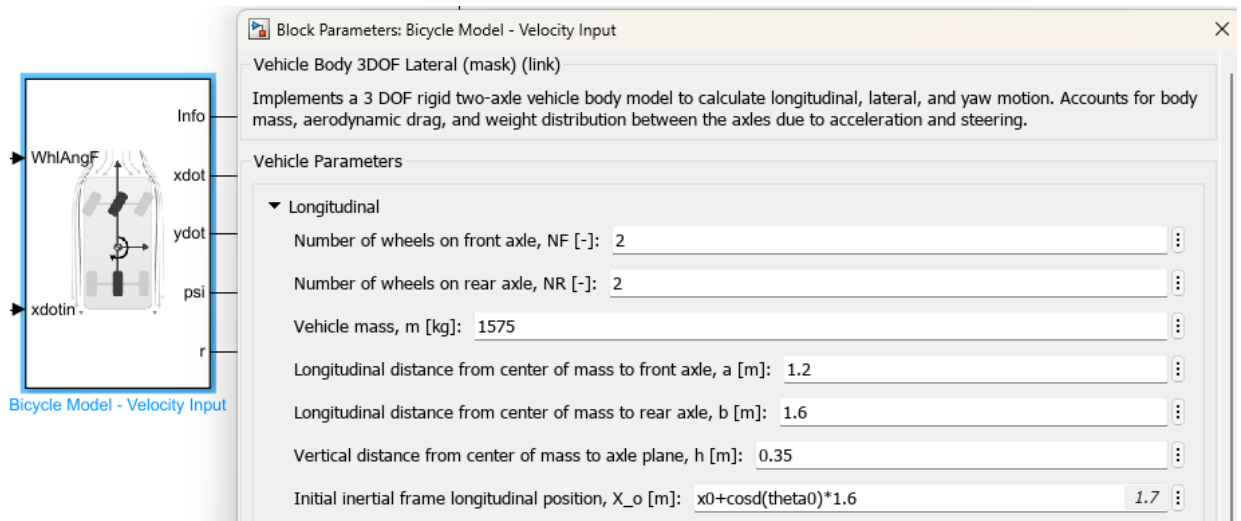 Block Parameters: Bicycle Model - Velocity Input
Vehicle Body 3DOF Lateral (mask) (link)
Implements a 3 DOF rigid two-axle vehicle body model to calculate longitudinal, lateral, and yaw motion. Accounts for body
mass, aerodynamic drag, and weight distribution between the axles due to acceleration and steering.
Vehicle Parameters
Longitudinal
Number of wheels on front axle, NF [-]: 2
Number of wheels on rear axle, NR [-]: 2
Vehicle mass, m [kg]: 1575
Longitudinal distance from center of mass to front axle, a [m]: 1.2
Longitudinal distance from center of mass to rear axle, b [m]: 1.6
Vertical distance from center of mass to axle plane, h [m]: 0.35
Initial inertial frame longitudinal position, X_o [m]: x0+cosd(theta0)*1.6 1.7
Info
WhlAngF
xdot
ydot
psi
xdotin
r
Bicycle Model - Velocity Input